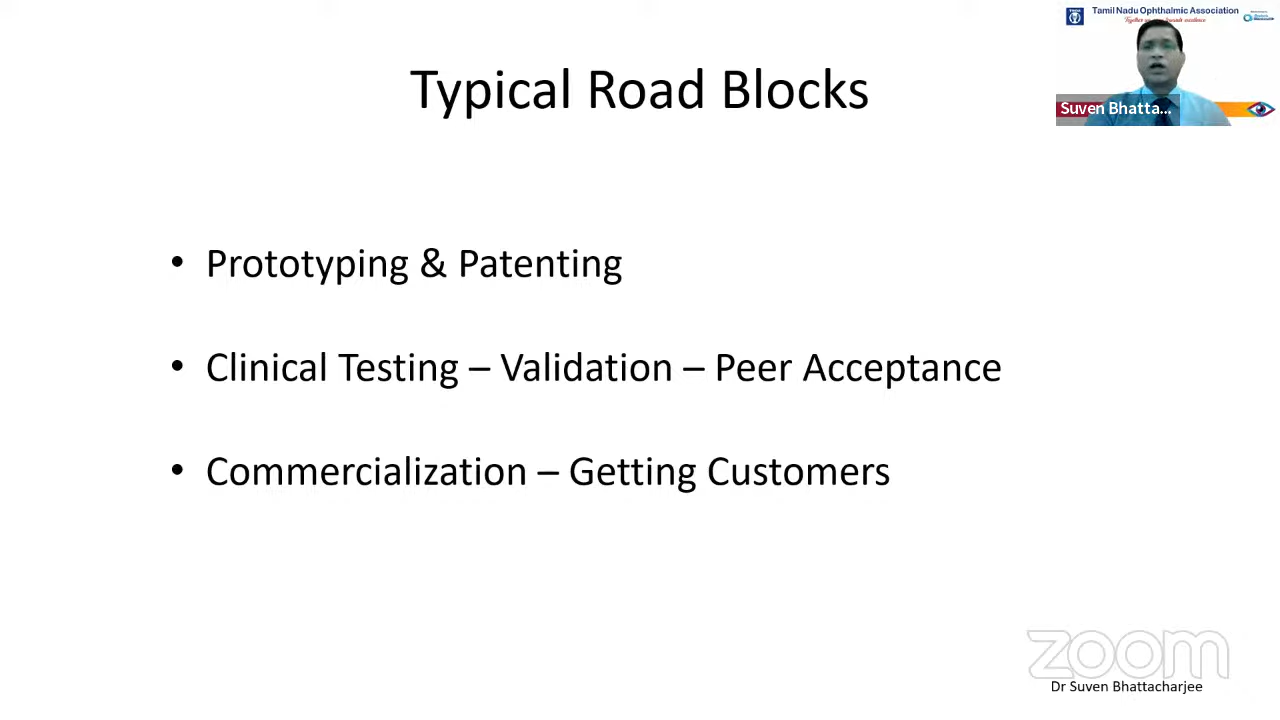 Typical Road Blocks
Tamil Nadu Ophthalmic Association
Suven Bhatta...
• Prototyping & Patenting
• Clinical Testing – Validation – Peer Acceptance
• Commercialization – Getting Customers
zoom
Dr Suven Bhattacharjee